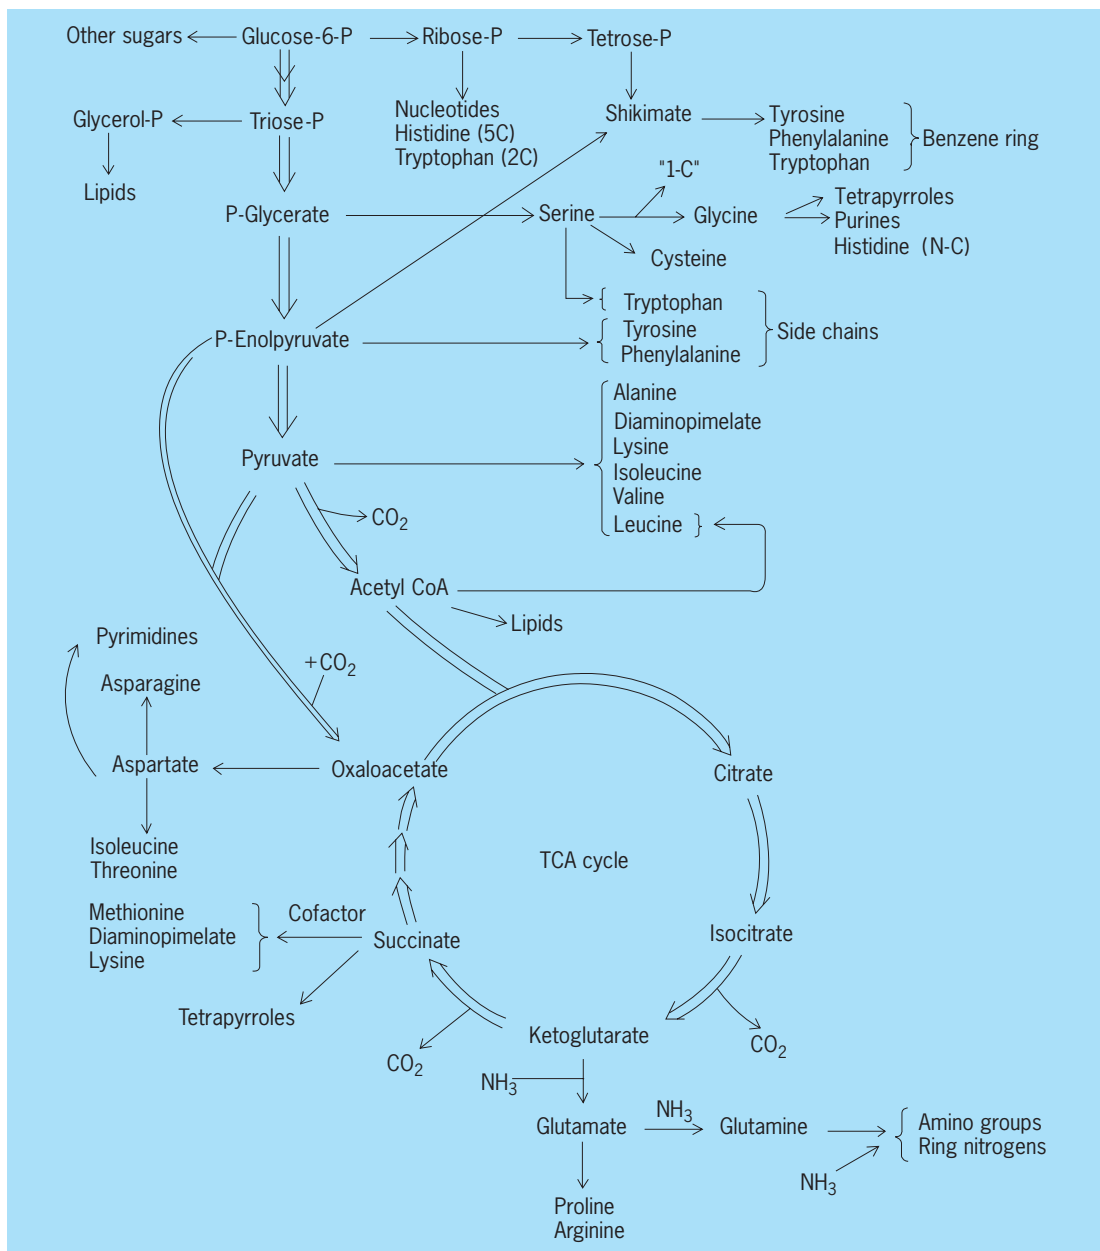 Other sugars
Glucose-6-P
Ribose-P
Tetrose-P
Glycerol-P
Triose-P
Nucleotides
Histidine (5C)
Tryptophan (2C)
Shikimate
Tyrosine
Phenylalanine
Tryptophan
Benzene ring
Lipids
"1-C"
P-Glycerate
Serine
Glycine
Tetrapyrroles
Purines
Histidine (N-C)
Cysteine
Tryptophan
Tyrosine
Phenylalanine
Side chains
P-Enolpyruvate
Alanine
Diaminopimelate
Lysine
Isoleucine
Valine
Leucine
Pyruvate
CO2
Acetyl CoA
Lipids
Pyrimidines
+CO2
Asparagine
Aspartate
Oxaloacetate
Citrate
Isoleucine
Threonine
TCA cycle
Methionine
Diaminopimelate
Lysine
Cofactor
Succinate
Isocitrate
Tetrapyrroles
Ketoglutarate
CO2
CO2
NH3
Glutamate
NH3
Glutamine
Amino groups
Ring nitrogens
NH3
Proline
Arginine